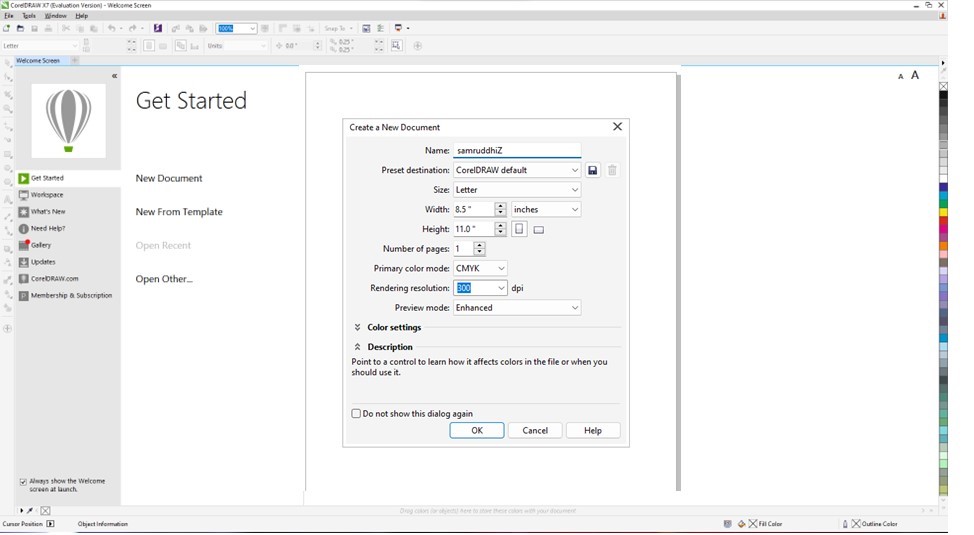 CorelDRAW X7 (Evaluation Version) - Welcome Screen
File Tools Window Help
100% Snap To
Letter Units: 0.0 " 0.25 " 0.25 "
Welcome Screen
«
A A
Get Started
Get Started
Workspace
What's New
Need Help?
Gallery
Updates
CorelDRAW.com
Membership & Subscription
New Document
New From Template
Open Recent
Open Other...
Create a New Document
Name: samruddhiZ
Preset destination: CorelDRAW default
Size: Letter
Width: 8.5 " inches
Height: 11.0 "
Number of pages: 1
Primary color mode: CMYK
Rendering resolution: 300 dpi
Preview mode: Enhanced
Color settings
Description
Point to a control to learn how it affects colors in the file or when you
should use it.
Do not show this dialog again
OK Cancel Help
Always show the Welcome
screen at launch.
Drag colors (or objects) here to store these colors with your document
Cursor Position Object Information Fill Color Outline Color